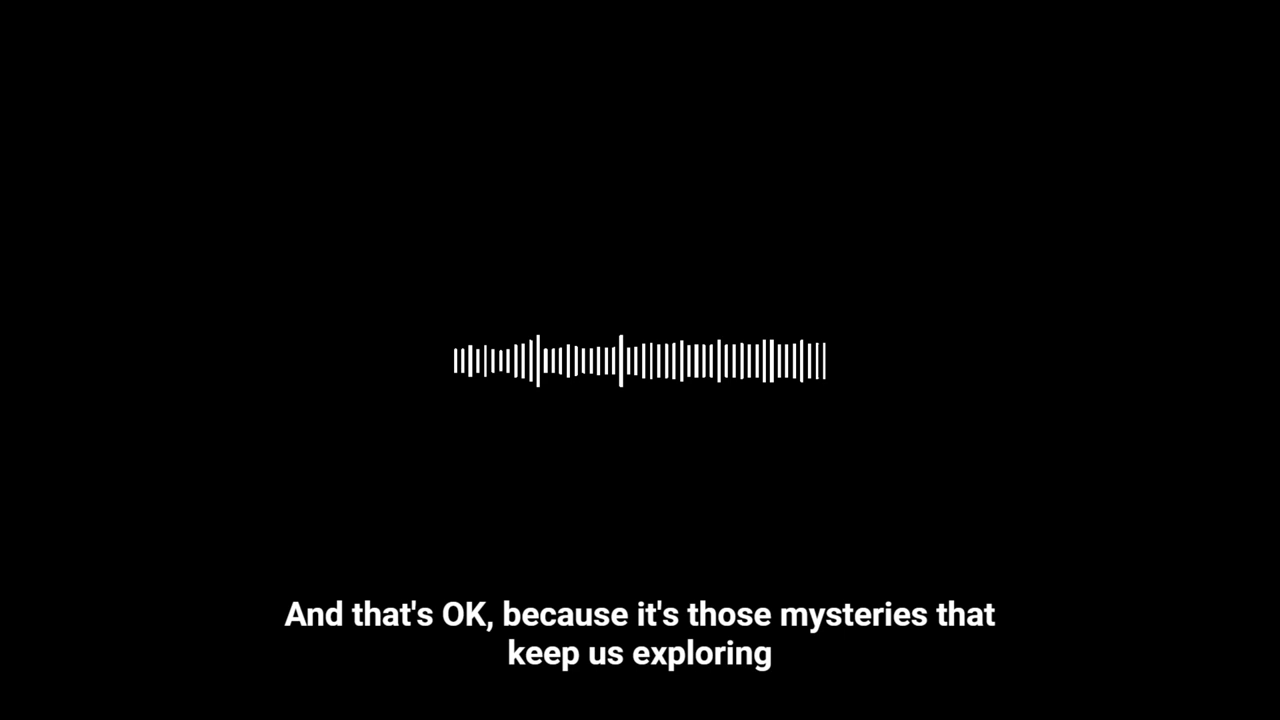 And that's OK, because it's those mysteries that
keep us exploring